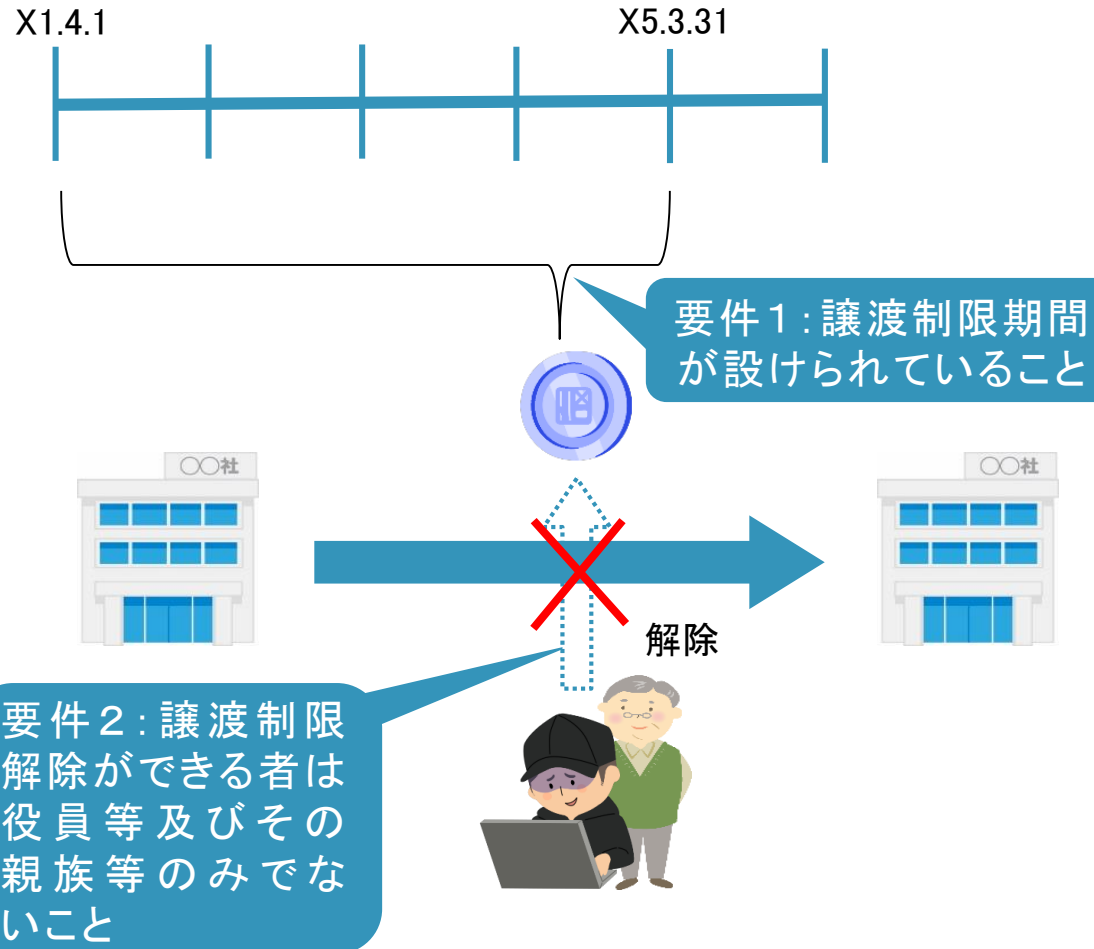 X1.4.1
X5.3.31
要件１：譲渡制限期間
が設けられていること
〇〇社
〇〇社
解除
要件２：譲渡制限
解除ができる者は
役員等及びその
親族等のみでな
いこと